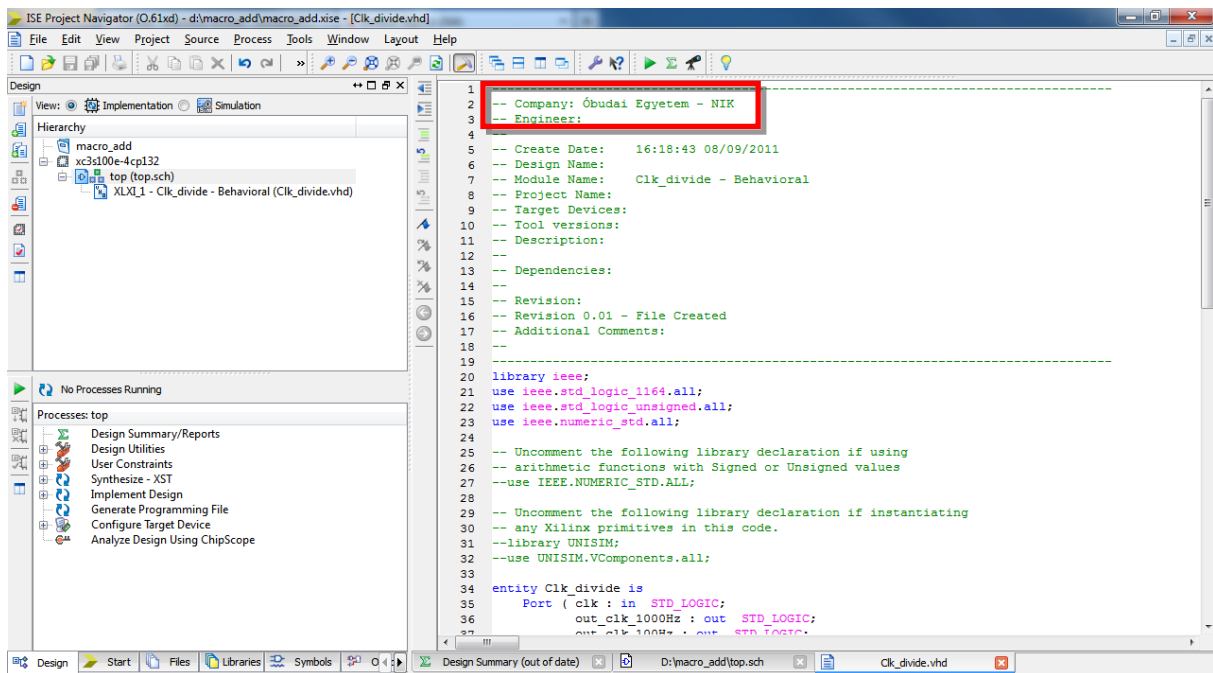 ISE Project Navigator (O.61xd) - d:\macro_add\macro_add.xise - [Clk_divide.vhd]
File Edit View Project Source Process Tools Window Layout Help
Design
View: Implementation Simulation
Hierarchy
macro_add
xc3s100e-4cp132
top (top.sch)
XLXI_1 - Clk_divide - Behavioral (Clk_divide.vhd)
No Processes Running
Processes: top
Design Summary/Reports
Design Utilities
User Constraints
Synthesize - XST
Implement Design
Generate Programming File
Configure Target Device
Analyze Design Using ChipScope
Design Start Files Libraries Symbols O
1 ----------------------------------------------------------------------------------
2 -- Company: Óbudai Egyetem - NIK
3 -- Engineer:
4 --
5 -- Create Date: 16:18:43 08/09/2011
6 -- Design Name:
7 -- Module Name: Clk_divide - Behavioral
8 -- Project Name:
9 -- Target Devices:
10 -- Tool versions:
11 -- Description:
12 --
13 -- Dependencies:
14 --
15 -- Revision:
16 -- Revision 0.01 - File Created
17 -- Additional Comments:
18 --
19 ----------------------------------------------------------------------------------
20 library ieee;
21 use ieee.std_logic_1164.all;
22 use ieee.std_logic_unsigned.all;
23 use ieee.numeric_std.all;
24
25 -- Uncomment the following library declaration if using
26 -- arithmetic functions with Signed or Unsigned values
27 --use IEEE.NUMERIC_STD.ALL;
28
29 -- Uncomment the following library declaration if instantiating
30 -- any Xilinx primitives in this code.
31 --library UNISIM;
32 --use UNISIM.VComponents.all;
33
34 entity Clk_divide is
35 Port ( clk : in STD_LOGIC;
36 out_clk_1000Hz : out STD_LOGIC;
37 out_clk_100Hz : out STD_LOGIC;
Design Summary (out of date) D:\macro_add\top.sch Clk_divide.vhd